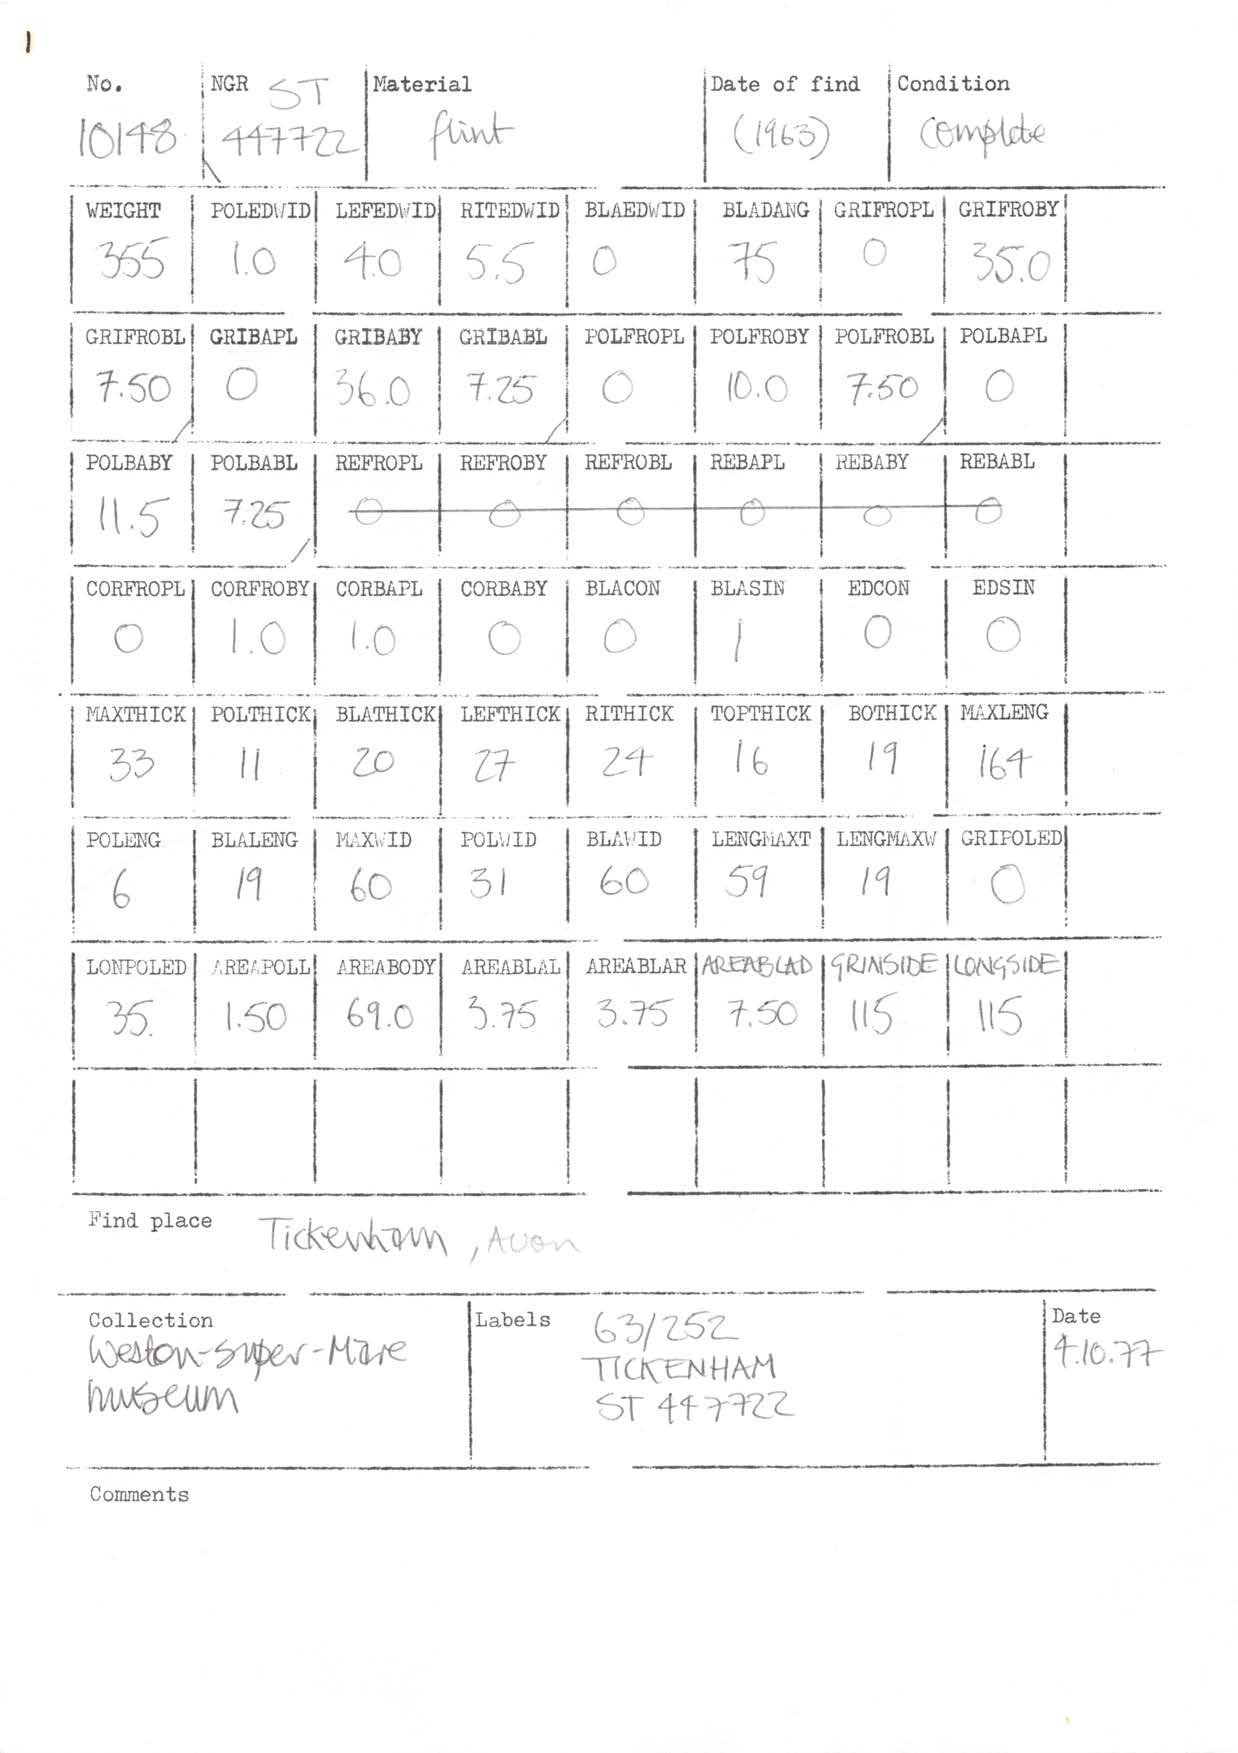 1
No. NGR ST Material Date of find Condition
10148 447722 flint (1963) complete
WEIGHT POLEDWID LEFEDWID RITEDWID BLAEDWID BLADANG GRIFROPL GRIFROBY
355 1.0 4.0 5.5 0 75 0 35.0
GRIFROBL GRIBAPL GRIBABY GRIBABL POLFROPL POLFROBY POLFROBL POLBAPL
7.50 0 36.0 7.25 0 10.0 7.50 0
POLBABY POLBABL REFROPL REFROBY REFROBL REBAPL REBABY REBABL
11.5 7.25 0 0 0 0 0 0
CORFROPL CORFROBY CORBAPL CORBABY BLACON BLASIN EDCON EDSIN
0 1.0 1.0 0 0 1 0 0
MAXTHICK POLTHICK BLATHICK LEFTHICK RITHICK TOPTHICK BOTHICK MAXLENG
33 11 20 27 24 16 19 164
POLENG BLALENG MAXWID POLWID BLAWID LENGMAXT LENGMAXW GRIPOLED
6 19 60 31 60 59 19 0
LONPOLED AREAPOLL AREABODY AREABLAL AREABLAR AREABLAD GRINSIDE LONGSIDE
35. 1.50 69.0 3.75 3.75 7.50 115 115
Find place Tickenham, Avon
Collection Labels 63/252 Date
Weston-super-Mare TICKENHAM 4.10.77
museum ST 447722
Comments